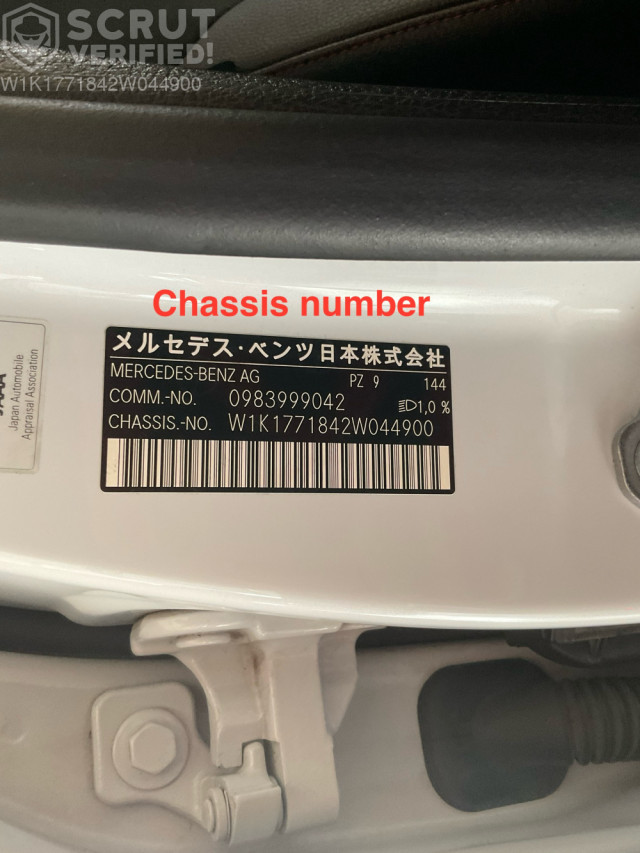 SCRUT
VERIFIED!
W1K1771842W044900
Chassis number
メルセデス・ベンツ日本株式会社
MERCEDES-BENZ AG PZ 9 144
COMM.-NO. 0983999042 1,0 %
CHASSIS.-NO. W1K1771842W044900
JAAA
Japan Automobile
Appraisal Association